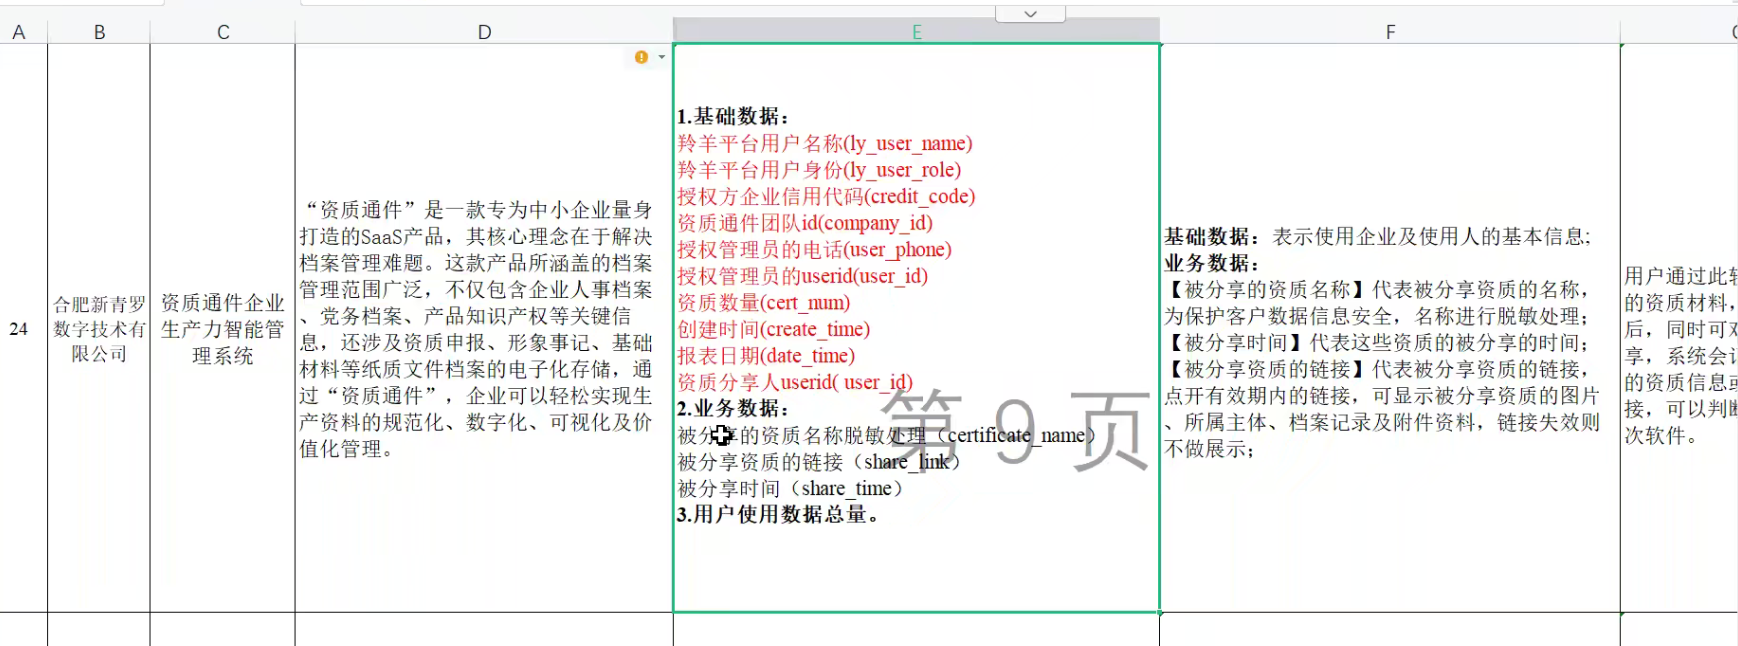 A
B
C
D
E
F
24
合肥新青罗
数字技术有
限公司
资质通件企业
生产力智能管
理系统
“资质通件”是一款专为中小企业量身
打造的SaaS产品，其核心理念在于解决
档案管理难题。这款产品所涵盖的档案
管理范围广泛，不仅包含企业人事档案
、党务档案、产品知识产权等关键信
息，还涉及资质申报、形象事记、基础
材料等纸质文件档案的电子化存储，通
过“资质通件”，企业可以轻松实现生
产资料的规范化、数字化、可视化及价
值化管理。
1.基础数据：
羚羊平台用户名称(ly_user_name)
羚羊平台用户身份(ly_user_role)
授权方企业信用代码(credit_code)
资质通件团队id(company_id)
授权管理员的电话(user_phone)
授权管理员的userid(user_id)
资质数量(cert_num)
创建时间(create_time)
报表日期(date_time)
资质分享人userid( user_id)
2.业务数据：
被分享的资质名称脱敏处理（certificate_name）
被分享资质的链接（share_link）
被分享时间（share_time）
3.用户使用数据总量。
第 9 页
基础数据：表示使用企业及使用人的基本信息;
业务数据：
【被分享的资质名称】代表被分享资质的名称，
为保护客户数据信息安全，名称进行脱敏处理；
【被分享时间】代表这些资质的被分享的时间；
【被分享资质的链接】代表被分享资质的链接，
点开有效期内的链接，可显示被分享资质的图片
、所属主体、档案记录及附件资料，链接失效则
不做展示；
用户通过此软
的资质材料，
后，同时可对
享，系统会记
的资质信息或
接，可以判断
次软件。